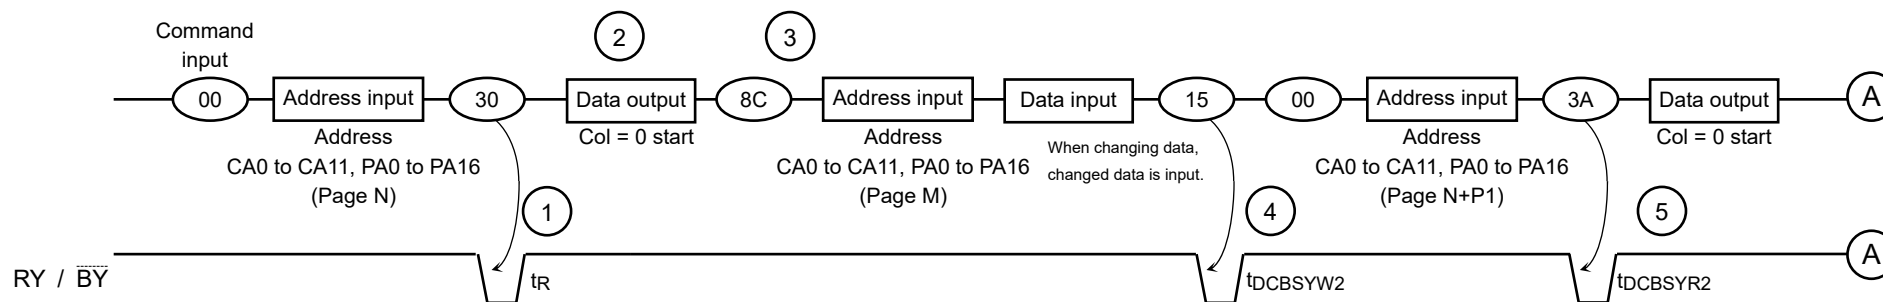 Command
input
2
3
00
Address input
30
Data output
8C
Address input
Data input
15
00
Address input
3A
Data output
A
Address
CA0 to CA11, PA0 to PA16
(Page N)
Col = 0 start
Address
CA0 to CA11, PA0 to PA16
(Page M)
When changing data,
changed data is input.
Address
CA0 to CA11, PA0 to PA16
(Page N+P1)
Col = 0 start
1
4
5
RY / BY
tR
tDCBSYW2
tDCBSYR2
A